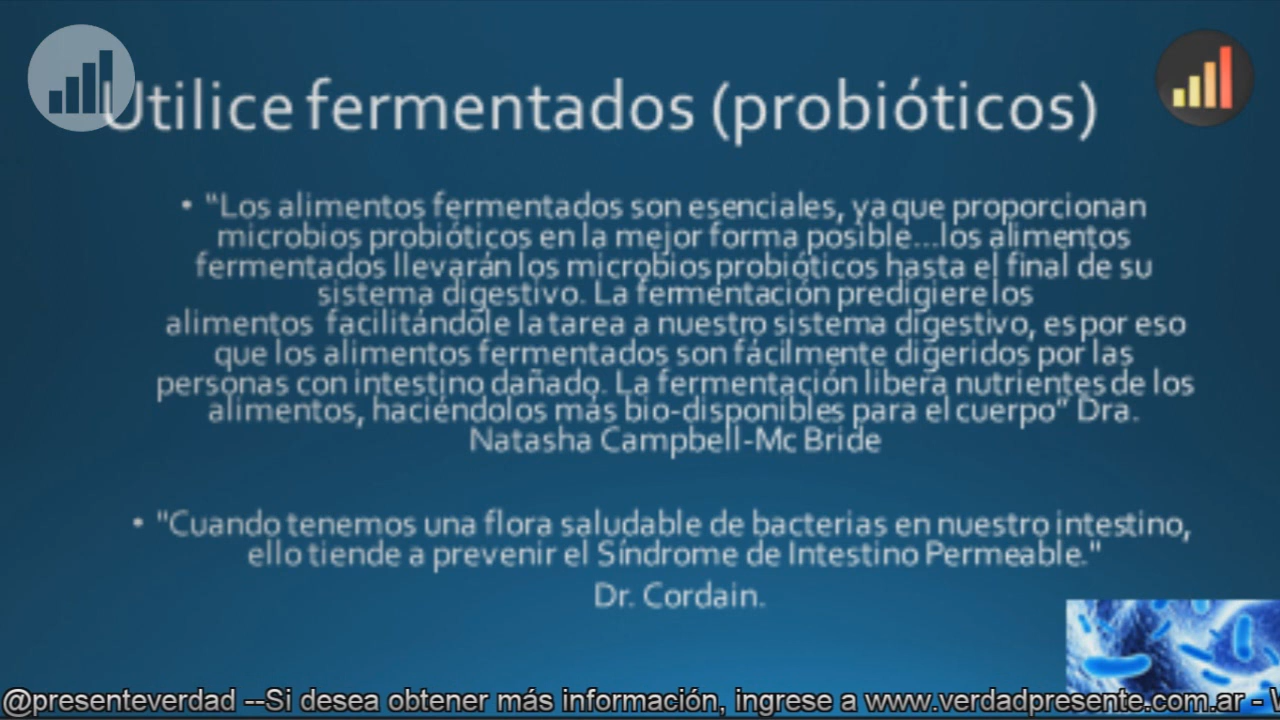 Utilice fermentados (probióticos)
• "Los alimentos fermentados son esenciales, ya que proporcionan
microbios probióticos en la mejor forma posible...los alimentos
fermentados llevarán los microbios probióticos hasta el final de su
sistema digestivo. La fermentación predigiere los
alimentos facilitándole la tarea a nuestro sistema digestivo, es por eso
que los alimentos fermentados son fácilmente digeridos por las
personas con intestino dañado. La fermentación libera nutrientes de los
alimentos, haciéndolos más bio-disponibles para el cuerpo" Dra.
Natasha Campbell-Mc Bride
• "Cuando tenemos una flora saludable de bacterias en nuestro intestino,
ello tiende a prevenir el Síndrome de Intestino Permeable."
Dr. Cordain.
@presenteverdad --Si desea obtener más información, ingrese a www.verdadpresente.com.ar -